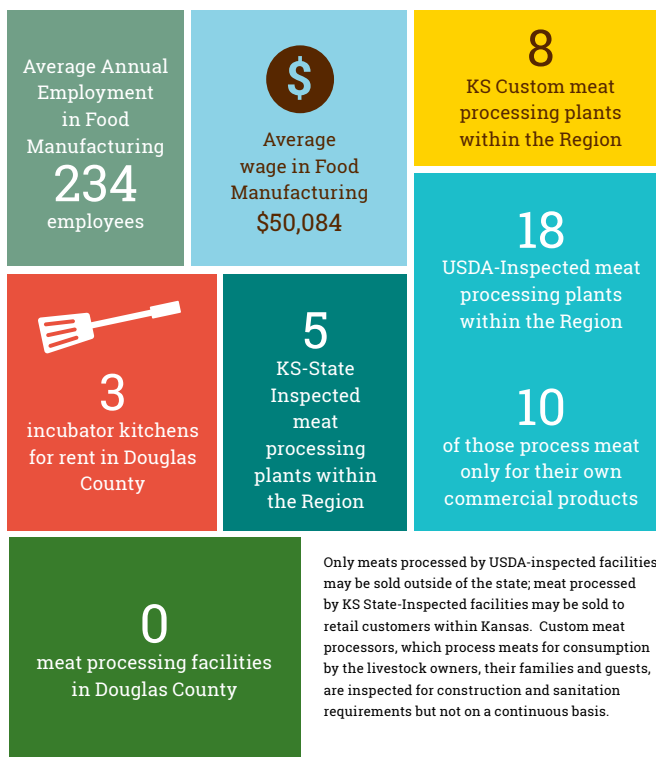 Average Annual
Employment
in Food
Manufacturing
234
employees
$
Average
wage in Food
Manufacturing
$50,084
8
KS Custom meat
processing plants
within the Region
18
USDA-Inspected meat
processing plants
within the Region
10
of those process meat
only for their own
commercial products
3
incubator kitchens
for rent in Douglas
County
5
KS-State
Inspected
meat
processing
plants within
the Region
0
meat processing facilities
in Douglas County
Only meats processed by USDA-inspected facilities
may be sold outside of the state; meat processed
by KS State-Inspected facilities may be sold to
retail customers within Kansas.  Custom meat
processors, which process meats for consumption
by the livestock owners, their families and guests,
are inspected for construction and sanitation
requirements but not on a continuous basis.